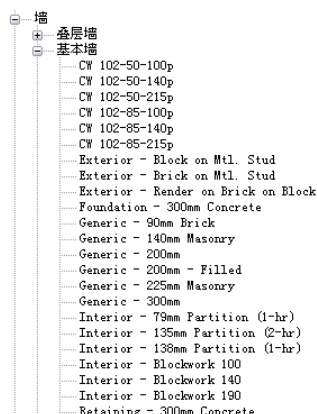 墙
叠层墙
基本墙
CW 102-50-100p
CW 102-50-140p
CW 102-50-215p
CW 102-85-100p
CW 102-85-140p
CW 102-85-215p
Exterior - Block on Mtl. Stud
Exterior - Brick on Mtl. Stud
Exterior - Render on Brick on Block
Foundation - 300mm Concrete
Generic - 90mm Brick
Generic - 140mm Masonry
Generic - 200mm
Generic - 200mm - Filled
Generic - 225mm Masonry
Generic - 300mm
Interior - 79mm Partition (1-hr)
Interior - 135mm Partition (2-hr)
Interior - 138mm Partition (1-hr)
Interior - Blockwork 100
Interior - Blockwork 140
Interior - Blockwork 190
Retaining - 300mm Concrete